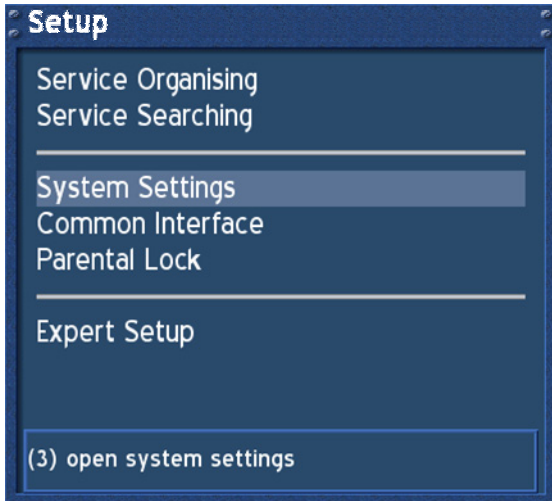 Setup
Service Organising
Service Searching
System Settings
Common Interface
Parental Lock
Expert Setup
(3) open system settings